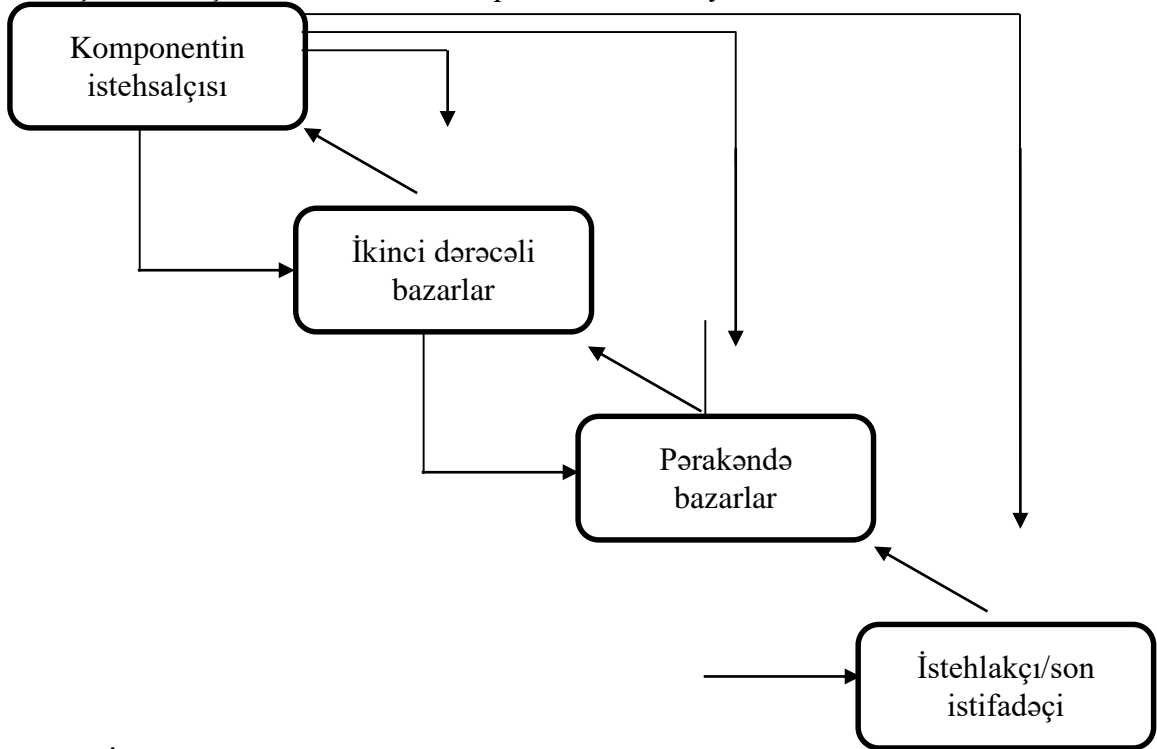 Komponentin
istehsalçısı
İkinci dərəcəli
bazarlar
Pərakəndə
bazarlar
İstehlakçı/son
istifadəçi